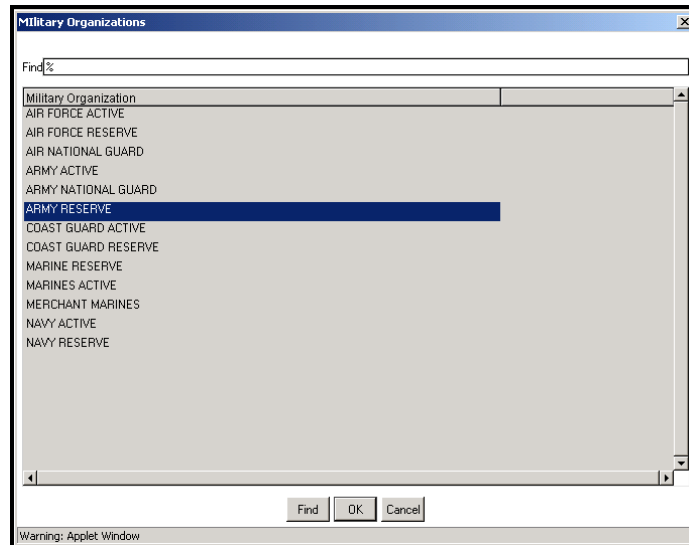 MIlitary Organizations
Find %
Military Organization
AIR FORCE ACTIVE
AIR FORCE RESERVE
AIR NATIONAL GUARD
ARMY ACTIVE
ARMY NATIONAL GUARD
ARMY RESERVE
COAST GUARD ACTIVE
COAST GUARD RESERVE
MARINE RESERVE
MARINES ACTIVE
MERCHANT MARINES
NAVY ACTIVE
NAVY RESERVE
Find OK Cancel
Warning: Applet Window